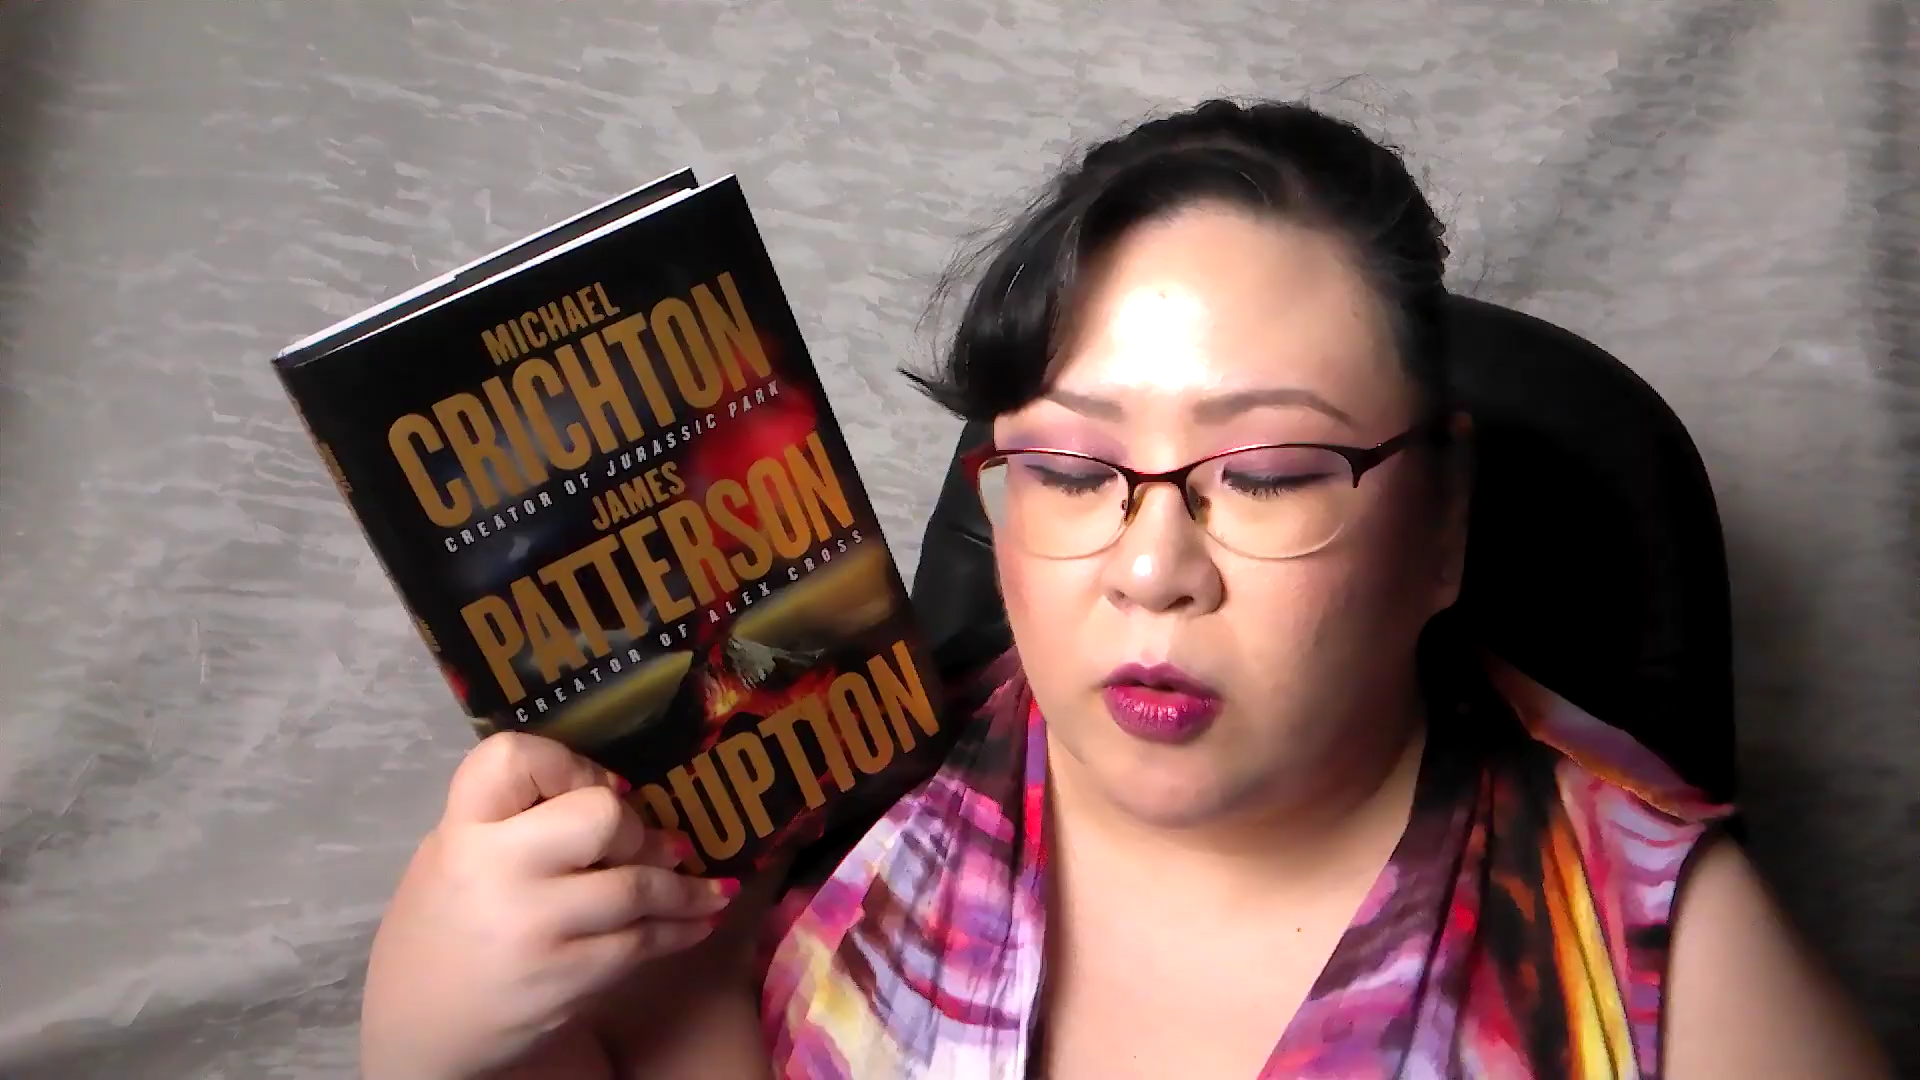 MICHAEL
CRICHTON
CREATOR OF JURASSIC PARK
JAMES
PATTERSON
CREATOR OF ALEX CROSS
RUPTION